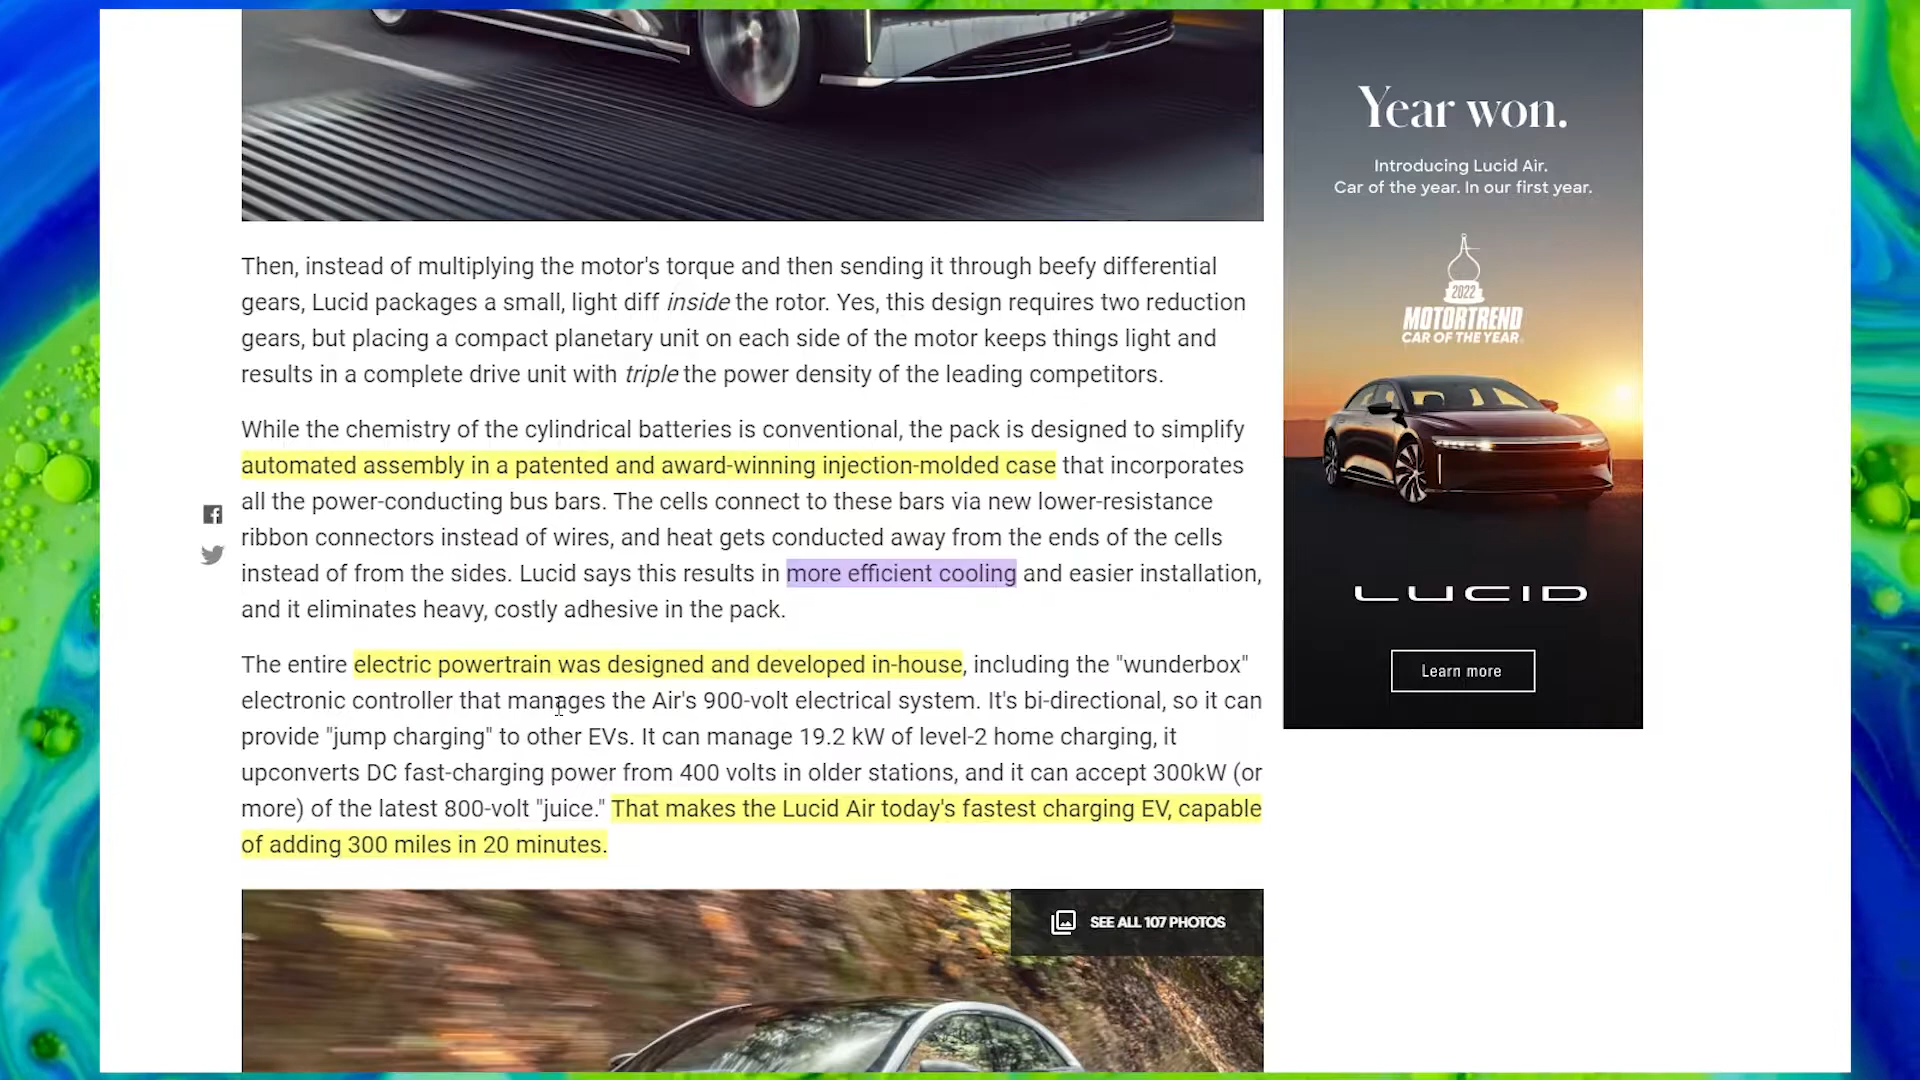 Then, instead of multiplying the motor's torque and then sending it through beefy differential
gears, Lucid packages a small, light diff inside the rotor. Yes, this design requires two reduction
gears, but placing a compact planetary unit on each side of the motor keeps things light and
results in a complete drive unit with triple the power density of the leading competitors.
While the chemistry of the cylindrical batteries is conventional, the pack is designed to simplify
automated assembly in a patented and award-winning injection-molded case that incorporates
all the power-conducting bus bars. The cells connect to these bars via new lower-resistance
ribbon connectors instead of wires, and heat gets conducted away from the ends of the cells
instead of from the sides. Lucid says this results in more efficient cooling and easier installation,
and it eliminates heavy, costly adhesive in the pack.
The entire electric powertrain was designed and developed in-house, including the "wunderbox"
electronic controller that manages the Air's 900-volt electrical system. It's bi-directional, so it can
provide "jump charging" to other EVs. It can manage 19.2 kW of level-2 home charging, it
upconverts DC fast-charging power from 400 volts in older stations, and it can accept 300kW (or
more) of the latest 800-volt "juice." That makes the Lucid Air today's fastest charging EV, capable
of adding 300 miles in 20 minutes.
SEE ALL 107 PHOTOS
Year won.
Introducing Lucid Air.
Car of the year. In our first year.
2022
MOTORTREND
CAR OF THE YEAR
LUCID
Learn more